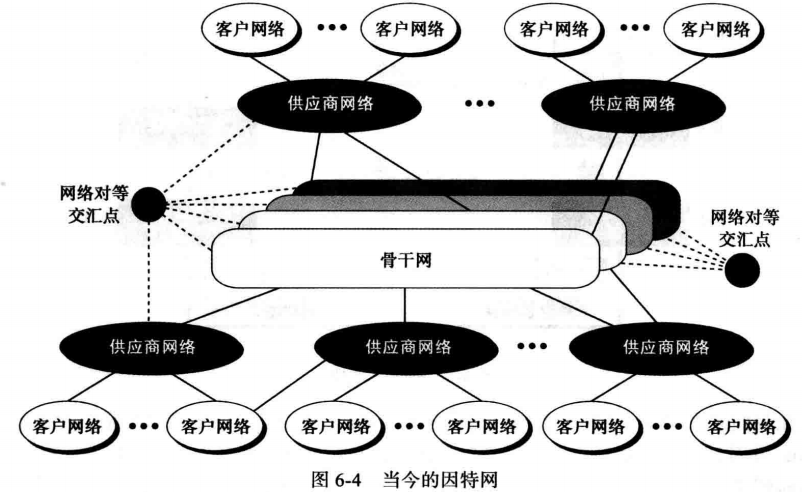 客户网络 ••• 客户网络 客户网络 ••• 客户网络
供应商网络 ••• 供应商网络
网络对等
交汇点
网络对等
交汇点
骨干网
供应商网络 供应商网络 ••• 供应商网络
客户网络 ••• 客户网络 客户网络 ••• 客户网络 客户网络 ••• 客户网络
图 6-4 当今的因特网